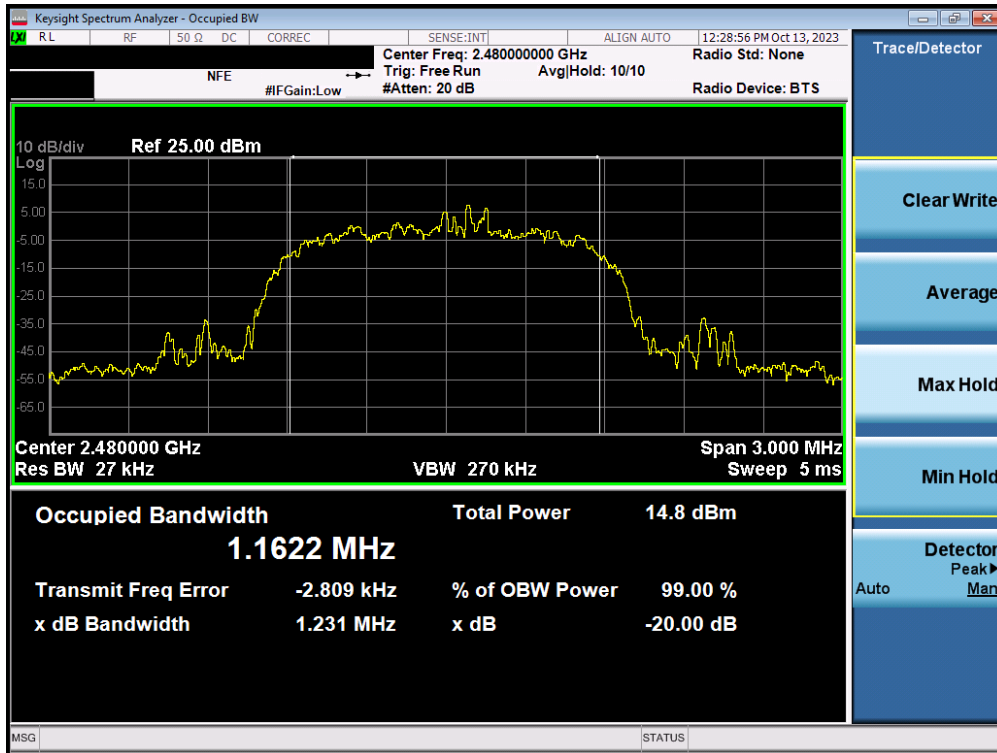 Keysight Spectrum Analyzer - Occupied BW
LXI RL RF 50 Ω DC CORREC SENSE:INT ALIGN AUTO 12:28:56 PM Oct 13, 2023
Center Freq: 2.480000000 GHz Radio Std: None
NFE Trig: Free Run Avg|Hold: 10/10
#IFGain:Low #Atten: 20 dB Radio Device: BTS
10 dB/div Ref 25.00 dBm
Log
15.0
5.00
-5.00
-15.0
-25.0
-35.0
-45.0
-55.0
-65.0
Center 2.480000 GHz Span 3.000 MHz
Res BW 27 kHz VBW 270 kHz Sweep 5 ms
Occupied Bandwidth Total Power 14.8 dBm
1.1622 MHz
Transmit Freq Error -2.809 kHz % of OBW Power 99.00 %
x dB Bandwidth 1.231 MHz x dB -20.00 dB
MSG STATUS
Trace/Detector
Clear Write
Average
Max Hold
Min Hold
Detector
Peak▶
Auto Man